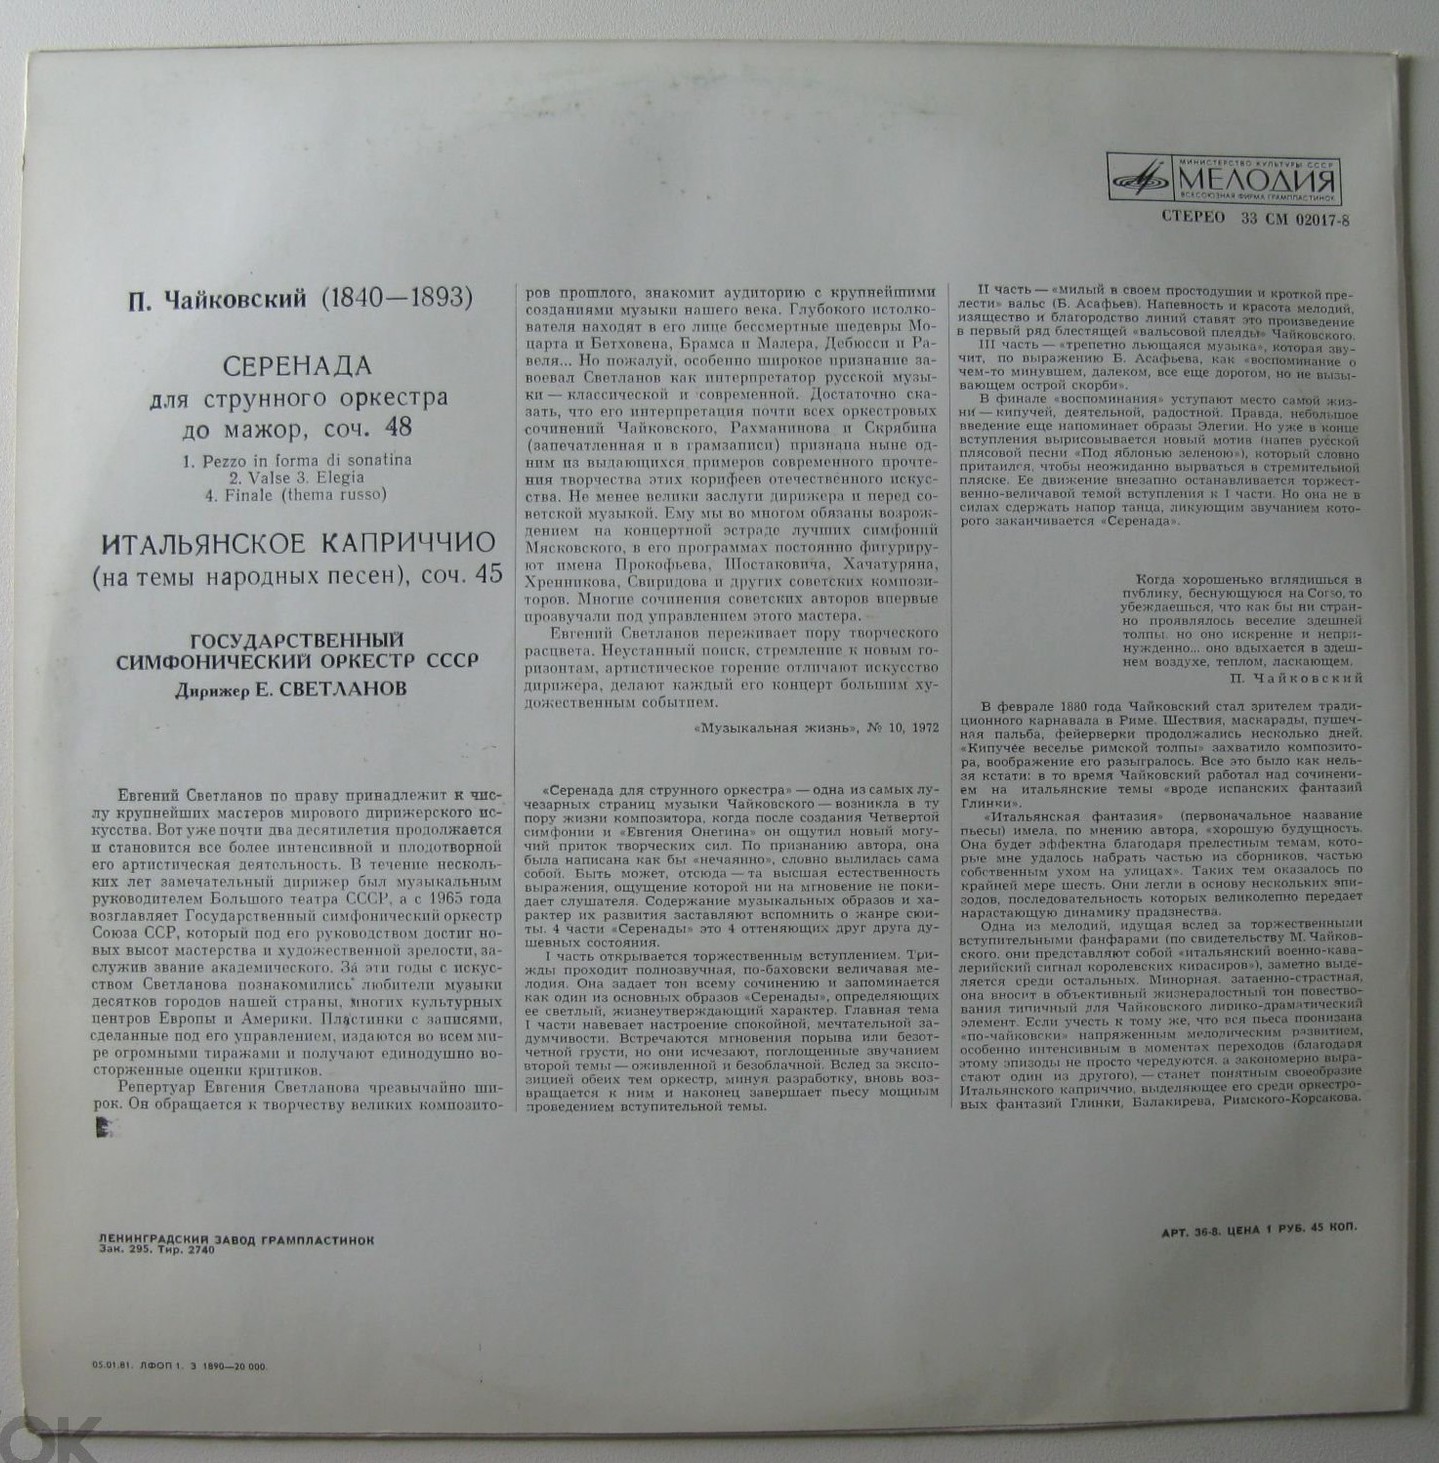 МИНИСТЕРСТВО КУЛЬТУРЫ СССР
МЕЛОДИЯ
ВСЕСОЮЗНАЯ ФИРМА ГРАМПЛАСТИНОК
СТЕРЕО 33 СМ 02017-8
П. Чайковский (1840—1893)
СЕРЕНАДА
для струнного оркестра
до мажор, соч. 48
1. Pezzo in forma di sonatina
2. Valse 3. Elegia
4. Finale (thema russo)
ИТАЛЬЯНСКОЕ КАПРИЧЧИО
(на темы народных песен), соч. 45
ГОСУДАРСТВЕННЫЙ
СИМФОНИЧЕСКИЙ ОРКЕСТР СССР
Дирижер Е. СВЕТЛАНОВ
Евгений Светланов по праву принадлежит к чис-
лу крупнейших мастеров мирового дирижерского ис-
кусства. Вот уже почти два десятилетия продолжается
и становится все более интенсивной и плодотворной
его артистическая деятельность. В течение несколь-
ких лет замечательный дирижер был музыкальным
руководителем Большого театра СССР, а с 1965 года
возглавляет Государственный симфонический оркестр
Союза ССР, который под его руководством достиг но-
вых высот мастерства и художественной зрелости, за-
служив звание академического. За эти годы с искус-
ством Светланова познакомились любители музыки
десятков городов нашей страны, многих культурных
центров Европы и Америки. Пластинки с записями,
сделанные под его управлением, издаются во всем ми-
ре огромными тиражами и получают единодушно во-
сторженные оценки критиков.
Репертуар Евгения Светланова чрезвычайно ши-
рок. Он обращается к творчеству великих композито-
ров прошлого, знакомит аудиторию с крупнейшими
созданиями музыки нашего века. Глубокого истолко-
вателя находят в его лице бессмертные шедевры Мо-
царта и Бетховена, Брамса и Малера, Дебюсси и Ра-
веля... Но пожалуй, особенно широкое признание за-
воевал Светланов как интерпретатор русской музы-
ки — классической и современной. Достаточно ска-
зать, что его интерпретация почти всех оркестровых
сочинений Чайковского, Рахманинова и Скрябина
(запечатленная и в грамзаписи) признана ныне од-
ним из выдающихся примеров современного прочте-
ния творчества этих корифеев отечественного искус-
ства. Не менее велики заслуги дирижера и перед со-
ветской музыкой. Ему мы во многом обязаны возрож-
дением на концертной эстраде лучших симфоний
Мясковского, в его программах постоянно фигуриру-
ют имена Прокофьева, Шостаковича, Хачатуряна,
Хренникова, Свиридова и других советских компози-
торов. Многие сочинения советских авторов впервые
прозвучали под управлением этого мастера.
Евгений Светланов переживает пору творческого
расцвета. Неустанный поиск, стремление к новым го-
ризонтам, артистическое горение отличают искусство
дирижера, делают каждый его концерт большим ху-
дожественным событием.
«Музыкальная жизнь», № 10, 1972
«Серенада для струнного оркестра» — одна из самых лу-
чезарных страниц музыки Чайковского — возникла в ту
пору жизни композитора, когда после создания Четвертой
симфонии и «Евгения Онегина» он ощутил новый могу-
чий приток творческих сил. По признанию автора, она
была написана как бы «нечаянно», словно вылилась сама
собой. Быть может, отсюда — та высшая естественность
выражения, ощущение которой ни на мгновение не поки-
дает слушателя. Содержание музыкальных образов и ха-
рактер их развития заставляют вспомнить о жанре сюи-
ты. 4 части «Серенады» это 4 оттеняющих друг друга ду-
шевных состояния.
I часть открывается торжественным вступлением. Три-
жды проходит полнозвучная, по-баховски величавая ме-
лодия. Она задает тон всему сочинению и запоминается
как один из основных образов «Серенады», определяющих
ее светлый, жизнеутверждающий характер. Главная тема
I части навевает настроение спокойной, мечтательной за-
думчивости. Встречаются мгновения порыва или безот-
четной грусти, но они исчезают, поглощенные звучанием
второй темы — оживленной и безоблачной. Вслед за экспо-
зицией обеих тем оркестр, минуя разработку, вновь воз-
вращается к ним и наконец завершает пьесу мощным
проведением вступительной темы.
II часть — «милый в своем простодушии и кроткой пре-
лести» вальс (Б. Асафьев). Напевность и красота мелодий,
изящество и благородство линий ставят это произведение
в первый ряд блестящей «вальсовой плеяды» Чайковского.
III часть — «трепетно льющаяся музыка», которая зву-
чит, по выражению Б. Асафьева, как «воспоминание о
чем-то минувшем, далеком, все еще дорогом, но не вызы-
вающем острой скорби».
В финале «воспоминания» уступают место самой жиз-
ни — кипучей, деятельной, радостной. Правда, небольшое
введение еще напоминает образы Элегии. Но уже в конце
вступления вырисовывается новый мотив (напев русской
плясовой песни «Под яблонью зеленою»), который словно
притаился, чтобы неожиданно вырваться в стремительной
пляске. Ее движение внезапно останавливается торжест-
венно-величавой темой вступления к I части. Но она не в
силах сдержать напор танца, ликующим звучанием кото-
рого заканчивается «Серенада».
Когда хорошенько вглядишься в
публику, беснующуюся на Corso, то
убеждаешься, что как бы ни стран-
но проявлялось веселие здешней
толпы. но оно искренне и непри-
нужденно... оно вдыхается в здеш-
нем воздухе, теплом, ласкающем.
П. Чайковский
В феврале 1880 года Чайковский стал зрителем тради-
ционного карнавала в Риме. Шествия, маскарады, пушеч-
ная пальба, фейерверки продолжались несколько дней.
«Кипучее веселье римской толпы» захватило композито-
ра, воображение его разыгралось. Все это было как нель-
зя кстати: в то время Чайковский работал над сочинени-
ем на итальянские темы «вроде испанских фантазий
Глинки».
«Итальянская фантазия» (первоначальное название
пьесы) имела, по мнению автора, «хорошую будущность.
Она будет эффектна благодаря прелестным темам, кото-
рые мне удалось набрать частью из сборников, частью
собственным ухом на улицах». Таких тем оказалось по
крайней мере шесть. Они легли в основу нескольких эпи-
зодов, последовательность которых великолепно передает
нарастающую динамику празднества.
Одна из мелодий, идущая вслед за торжественными
вступительными фанфарами (по свидетельству М. Чайков-
ского, они представляют собой «итальянский военно-кава-
лерийский сигнал королевских кирасиров»), заметно выде-
ляется среди остальных. Минорная, затаенно-страстная,
она вносит в объективный жизнерадостный тон повество-
вания типичный для Чайковского лирико-драматический
элемент. Если учесть к тому же, что вся пьеса пронизана
«по-чайковски» напряженным мелодическим развитием,
особенно интенсивным в моментах переходов (благодаря
этому эпизоды не просто чередуются, а закономерно выра-
стают один из другого), — станет понятным своеобразие
Итальянского каприччио, выделяющее его среди оркестро-
вых фантазий Глинки, Балакирева, Римского-Корсакова.
ЛЕНИНГРАДСКИЙ ЗАВОД ГРАМПЛАСТИНОК
Зак. 295. Тир. 2740
АРТ. 36-8. ЦЕНА 1 РУБ. 45 КОП.
05.01.81. ЛФОП 1. З 1890—20 000
OK